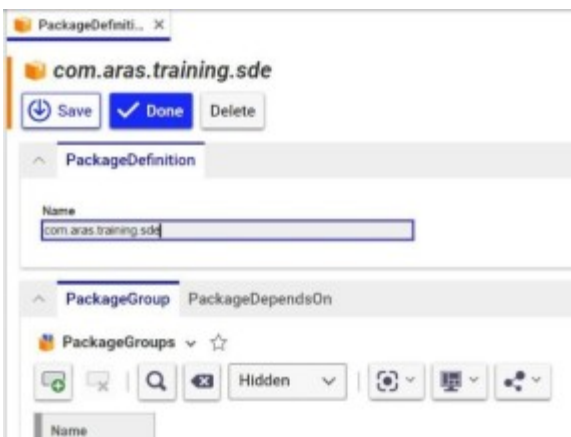 PackageDefiniti...
com.aras.training.sde
Save Done Delete
PackageDefinition
Name
com.aras.training.sde
PackageGroup PackageDependsOn
PackageGroups
Hidden
Name